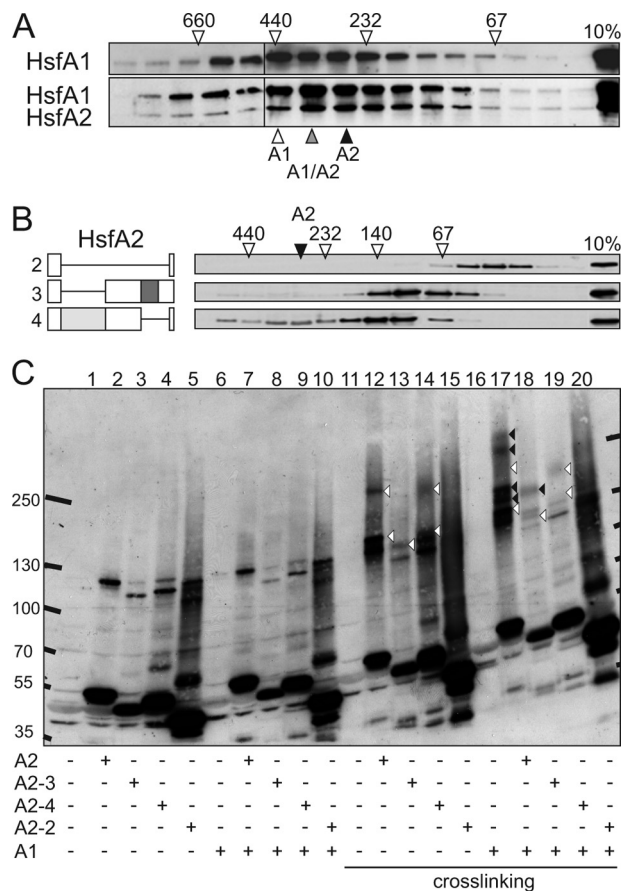 A
660 440 232 67 10%
HsfA1
HsfA1
HsfA2
A1 A2
A1/A2
B
HsfA2
A2
440 232 140 67 10%
2
3
4
C
1 2 3 4 5 6 7 8 9 10 11 12 13 14 15 16 17 18 19 20
250
130
100
70
55
35
A2 - + - - - - + - - - - + - - - - + - - -
A2-3 - - + - - - - + - - - - + - - - - + - -
A2-4 - - - + - - - - + - - - - + - - - - + -
A2-2 - - - - + - - - - + - - - - + - - - - +
A1 - - - - - + + + + + - - - - - + + + + +
crosslinking